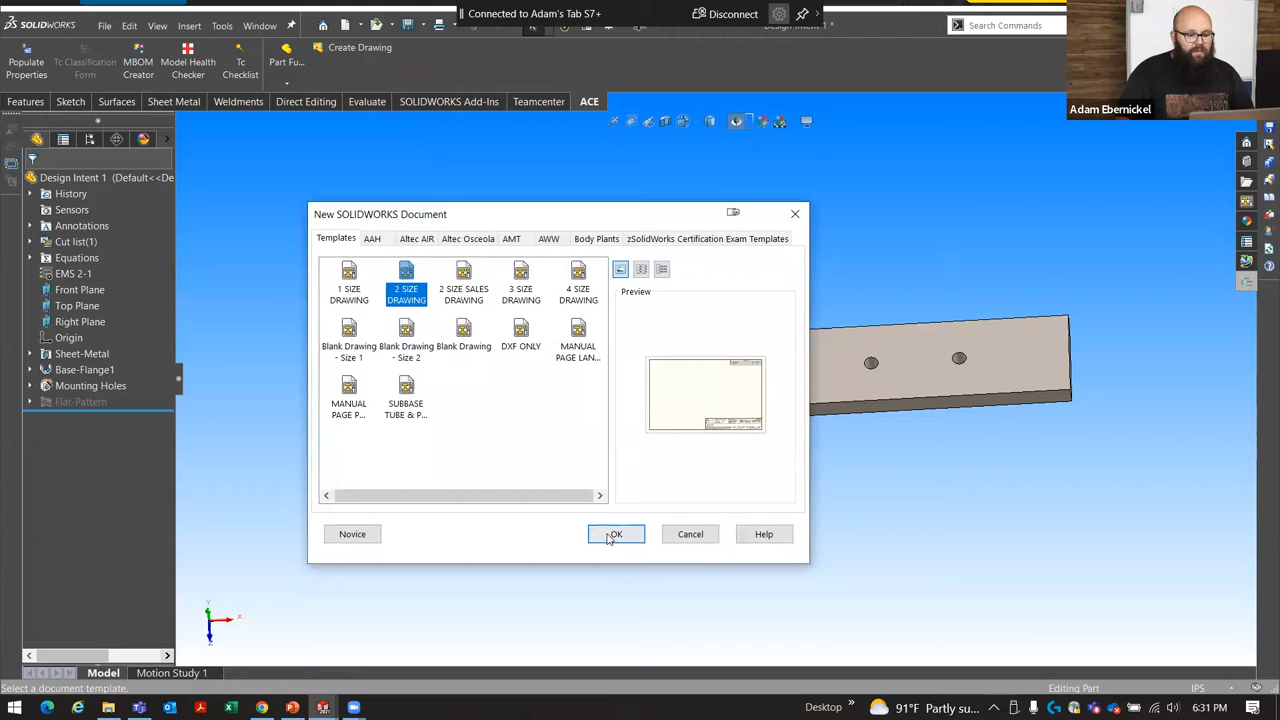 Connected to Adam's Tab S7+
Disconnect
SOLIDWORKS
File
Edit
View
Insert
Tools
Window
Search Commands
Populate Properties
Tc Classification Form
MBOM Creator
Model Health Checker
Tc Checklist
Part Fu...
Create Drawing
Adam Ebernickel
Features
Sketch
Surfaces
Sheet Metal
Weldments
Direct Editing
Evaluate
SOLIDWORKS Add-Ins
Teamcenter
ACE
Design Intent 1 (Default<<De
History
Sensors
Annotations
Cut list(1)
Equations
EMS 2-1
Front Plane
Top Plane
Right Plane
Origin
Sheet-Metal
Base-Flange1
Mounting Holes
Flat-Pattern
New SOLIDWORKS Document
Templates
AAH
Altec AIR
Altec Osceola
AMT
AWW
Body Plants
zSolidWorks Certification Exam Templates
1 SIZE DRAWING
2 SIZE DRAWING
2 SIZE SALES DRAWING
3 SIZE DRAWING
4 SIZE DRAWING
Preview
Blank Drawing - Size 1
Blank Drawing - Size 2
Blank Drawing
DXF ONLY
MANUAL PAGE LAN...
MANUAL PAGE P...
SUBBASE TUBE & P...
Novice
OK
Cancel
Help
Y
X
Z
Model
Motion Study 1
Select a document template.
Editing Part
IPS
Desktop
91°F Partly su...
6:31 PM